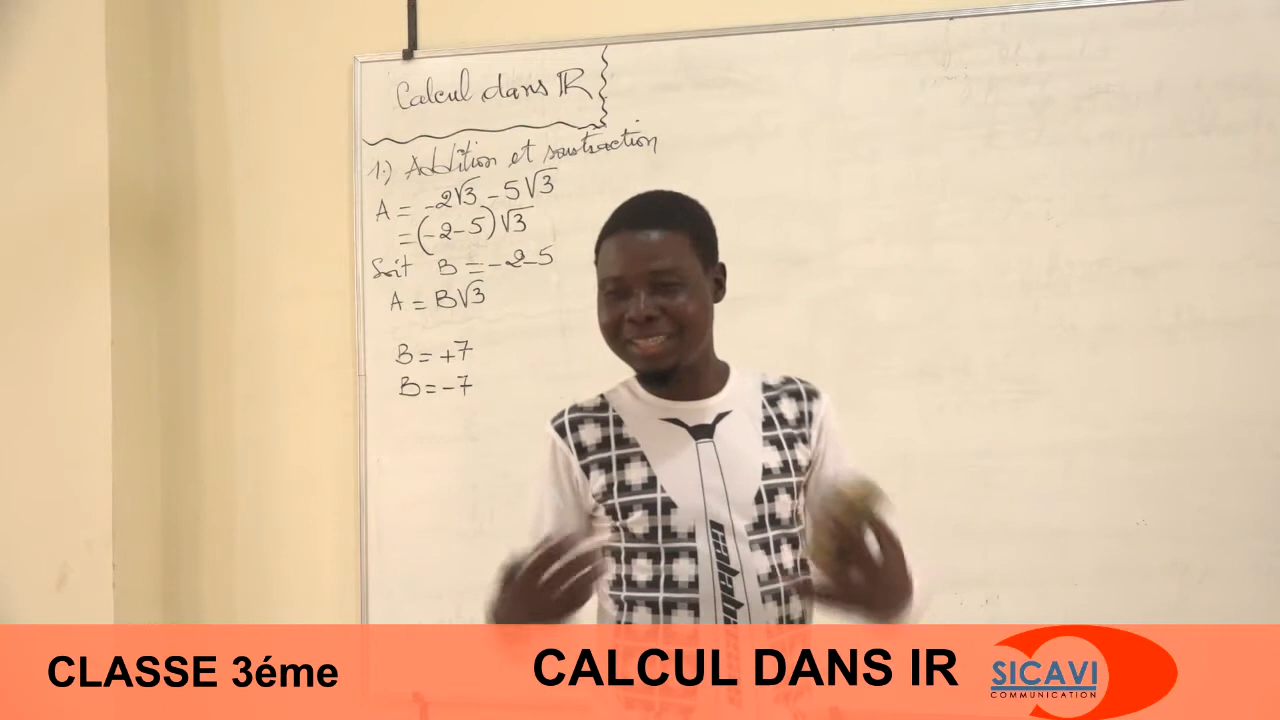 Calcul dans IR
1.) Addition et soustraction
A = -2√3 - 5√3
= (-2-5)√3
Soit B = -2-5
A = B√3
B = +7
B = -7
CLASSE 3éme
CALCUL DANS IR
SICAVI
COMMUNICATION